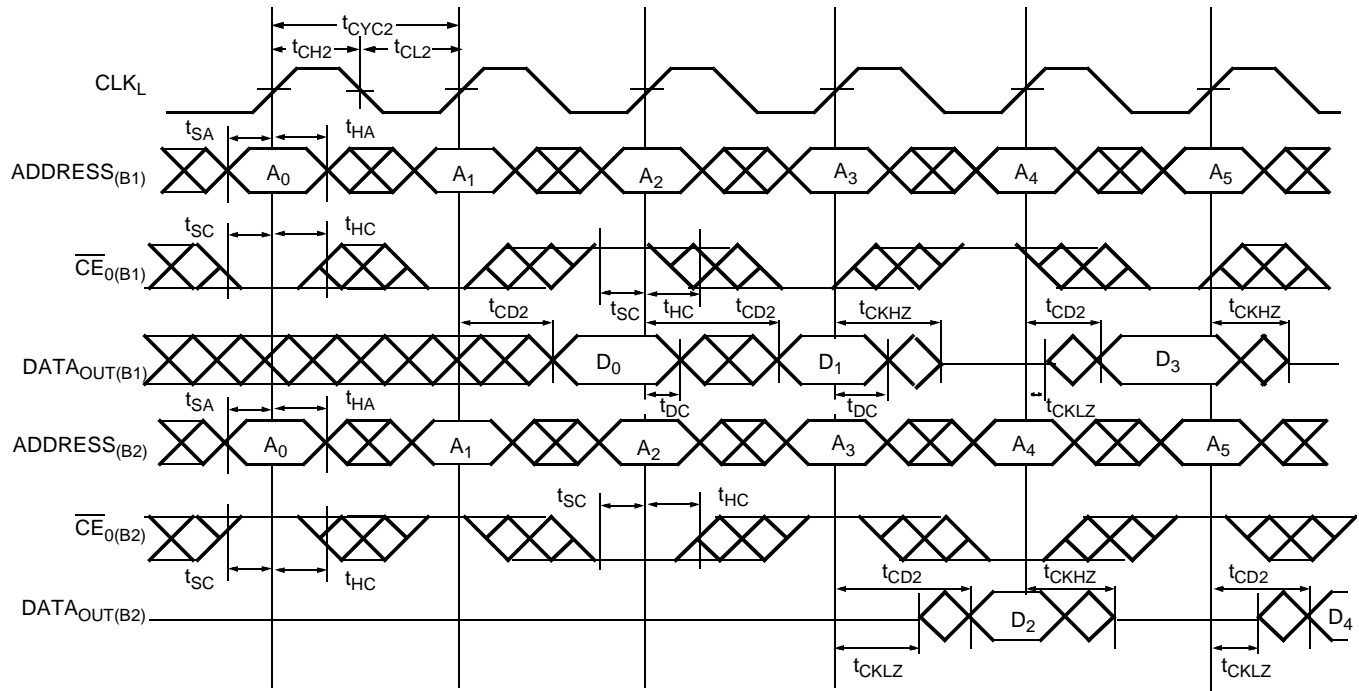 tCYC2
tCH2 tCL2
CLKL
tSA tHA
ADDRESS(B1) A0 A1 A2 A3 A4 A5
tSC tHC
CE0(B1)
tSC tHC
tCD2 tCD2 tCKHZ tCD2 tCKHZ
DATAOUT(B1) D0 D1 D3
tDC tDC tCKLZ
tSA tHA
ADDRESS(B2) A0 A1 A2 A3 A4 A5
tSC tHC
CE0(B2)
tSC tHC
tCD2 tCKHZ tCD2
DATAOUT(B2) D2 D4
tCKLZ tCKLZ